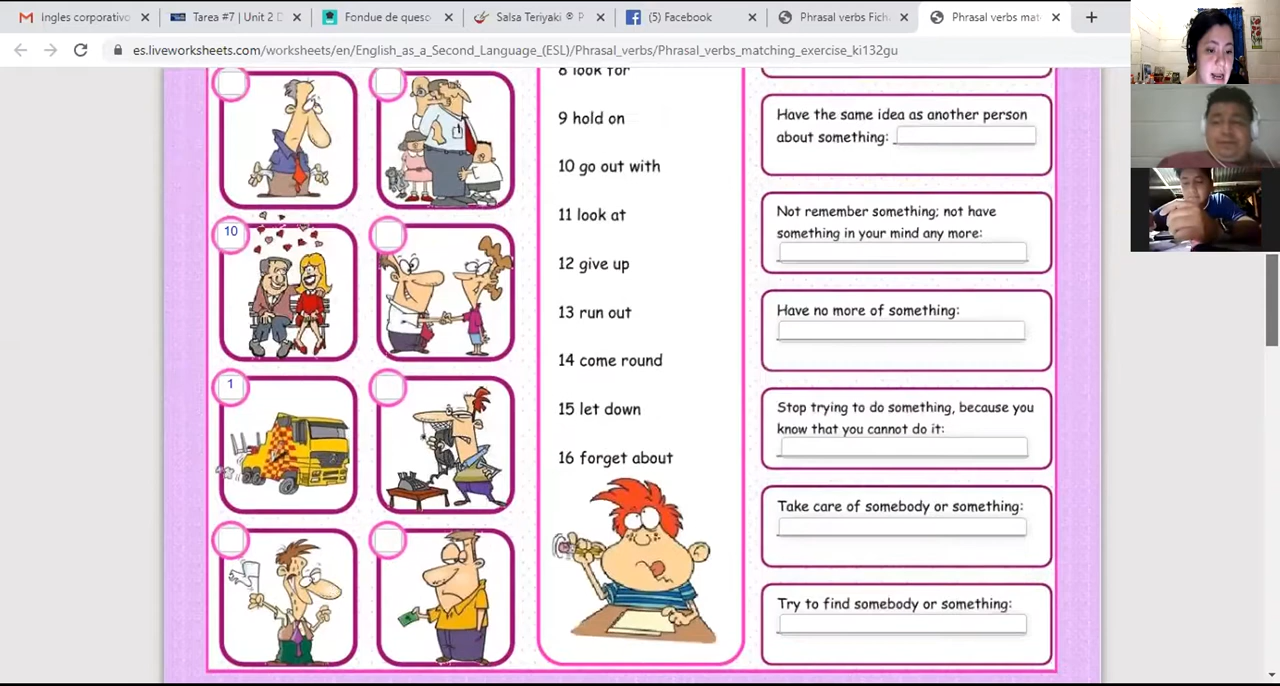 Ingles corporativo
Tarea #7 | Unit 2 D
Fondue de queso
Salsa Teriyaki ® P
(5) Facebook
Phrasal verbs Fich
Phrasal verbs mat
es.liveworksheets.com/worksheets/en/English_as_a_Second_Language_(ESL)/Phrasal_verbs/Phrasal_verbs_matching_exercise_ki132gu
8 look for
9 hold on
10 go out with
11 look at
12 give up
13 run out
14 come round
15 let down
16 forget about
10
1
Have the same idea as another person
about something:
Not remember something; not have
something in your mind any more:
Have no more of something:
Stop trying to do something, because you
know that you cannot do it:
Take care of somebody or something:
Try to find somebody or something: